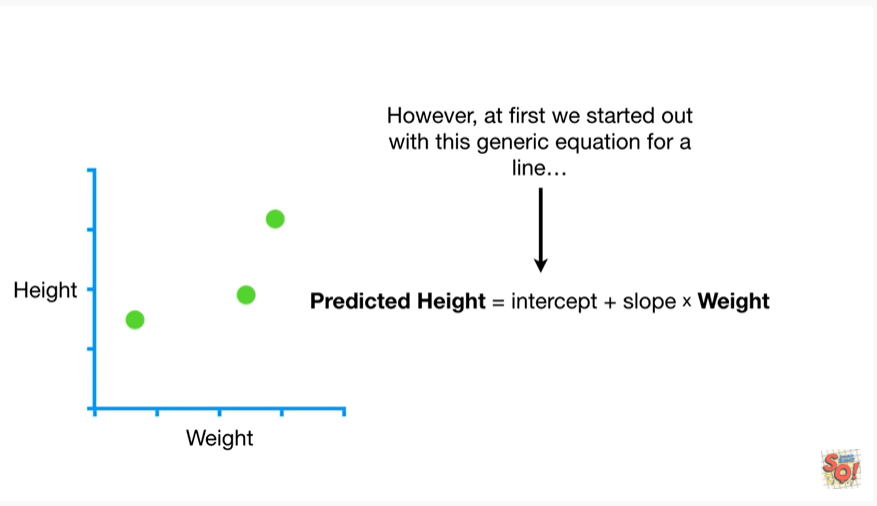 However, at first we started out
with this generic equation for a
line…
Height
Predicted Height = intercept + slope x Weight
Weight
SQ!